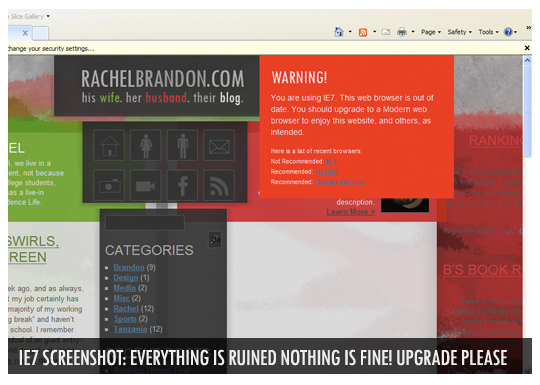 Slice Gallery
Page
Safety
Tools
change your security settings...
x
RACHELBRANDON.COM
his wife. her husband. their blog.
WARNING!
You are using IE7. This web browser is out
of date. You should upgrade to a Modern web
browser to enjoy this website, and others, as
intended.
Here is a list of recent browsers
Not Recommended:
Recommended:
Recommended:
EL
l, we live in a
ment, not because
llege students,
as a live-in
dence Life.
description.
Learn More >
RANKING
SWIRLS,
REEN
eek ago, and as always,
t my job certainly has
majority of my working
ng break" and haven't
school. I remember
CATEGORIES
Brandon (9)
Design (1)
Media (2)
Misc (2)
Rachel (12)
Sports (2)
Tanzania (12)
B'S BOOK R
IE7 SCREENSHOT: EVERYTHING IS RUINED NOTHING IS FINE! UPGRADE PLEASE